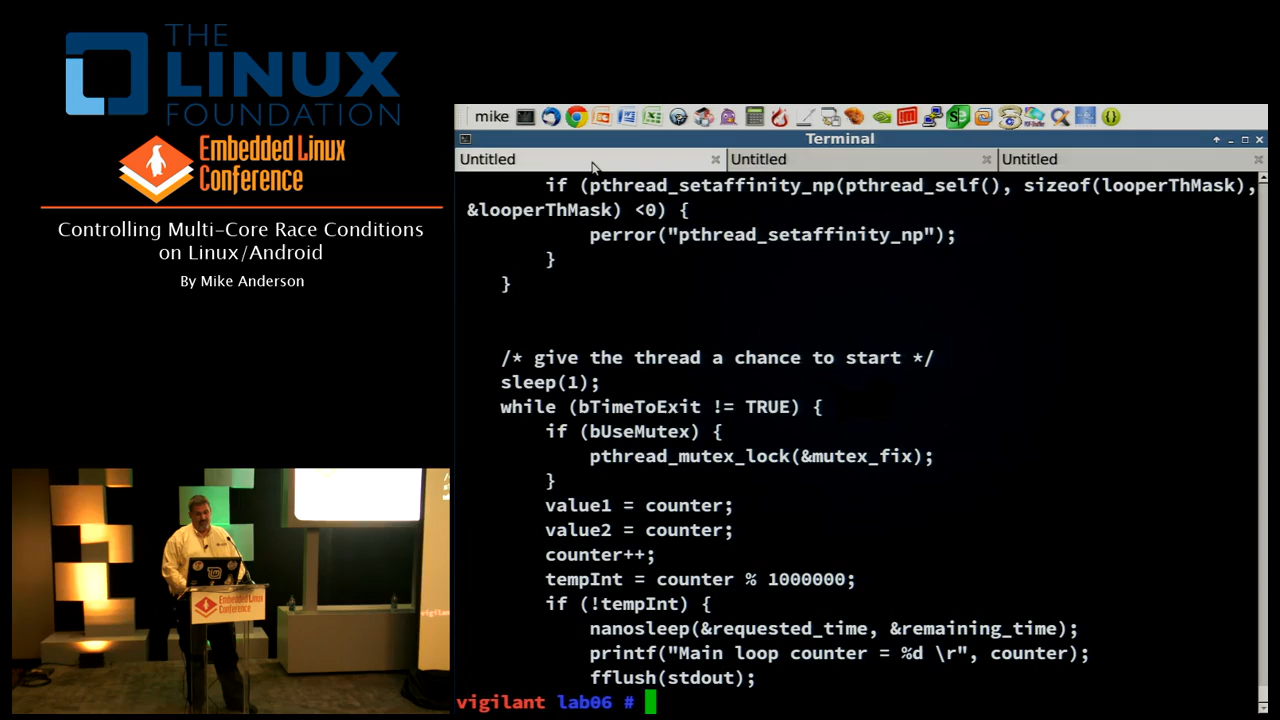 THE
LINUX
FOUNDATION
Embedded Linux
Conference
Controlling Multi-Core Race Conditions
on Linux/Android
By Mike Anderson
mike
Terminal
Untitled
Untitled
Untitled
if (pthread_setaffinity_np(pthread_self(), sizeof(looperThMask),
&looperThMask) <0) {
perror("pthread_setaffinity_np");
}
}
/* give the thread a chance to start */
sleep(1);
while (bTimeToExit != TRUE) {
if (bUseMutex) {
pthread_mutex_lock(&mutex_fix);
}
value1 = counter;
value2 = counter;
counter++;
tempInt = counter % 1000000;
if (!tempInt) {
nanosleep(&requested_time, &remaining_time);
printf("Main loop counter = %d \r", counter);
fflush(stdout);
vigilant lab06 #
Embedded Linux
Conference
vigilant